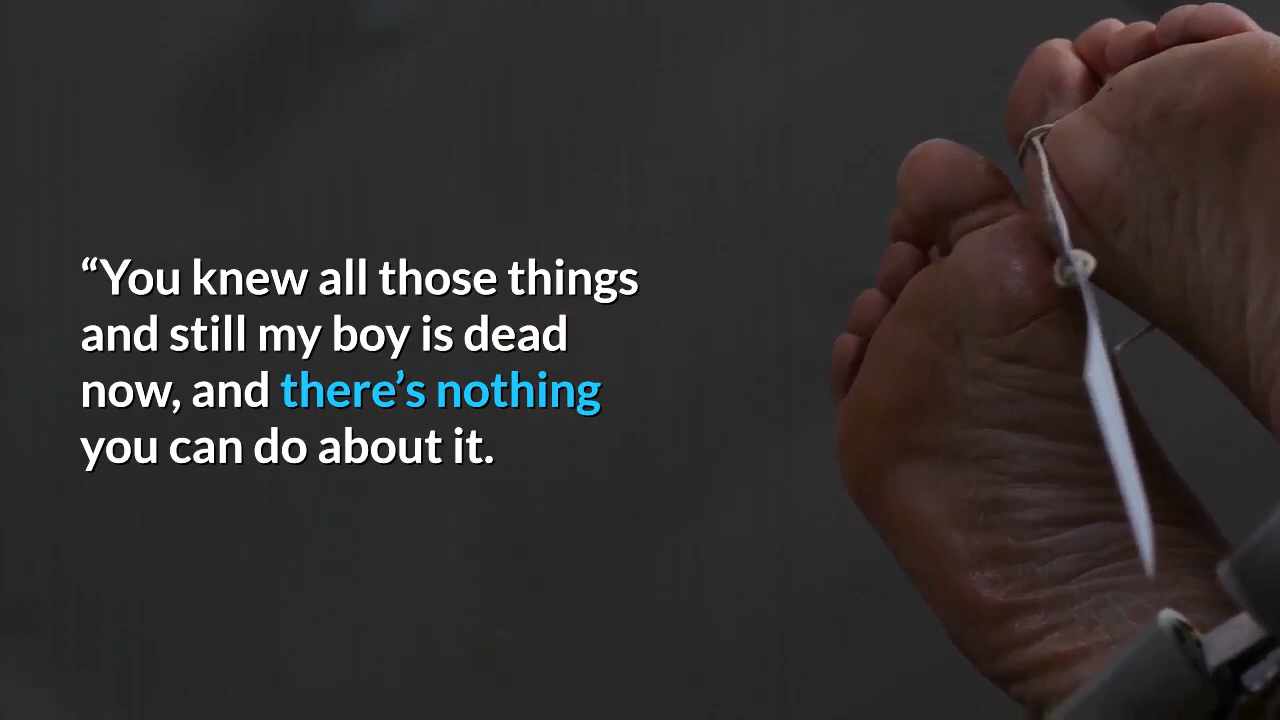 “You knew all those things
and still my boy is dead
now, and there’s nothing
you can do about it.